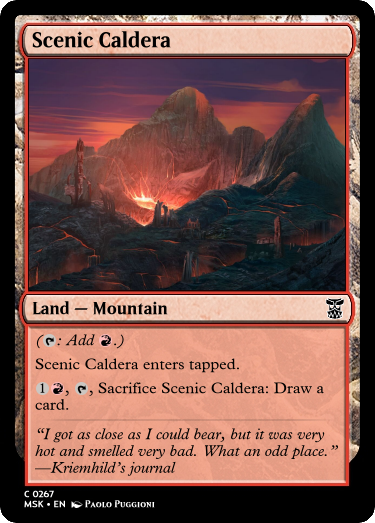 Scenic Caldera
Land — Mountain
(T: Add R.)
Scenic Caldera enters tapped.
1R, T, Sacrifice Scenic Caldera: Draw a
card.
“I got as close as I could bear, but it was very
hot and smelled very bad. What an odd place.”
—Kriemhild's journal
C 0267
MSK • EN Paolo Puggioni